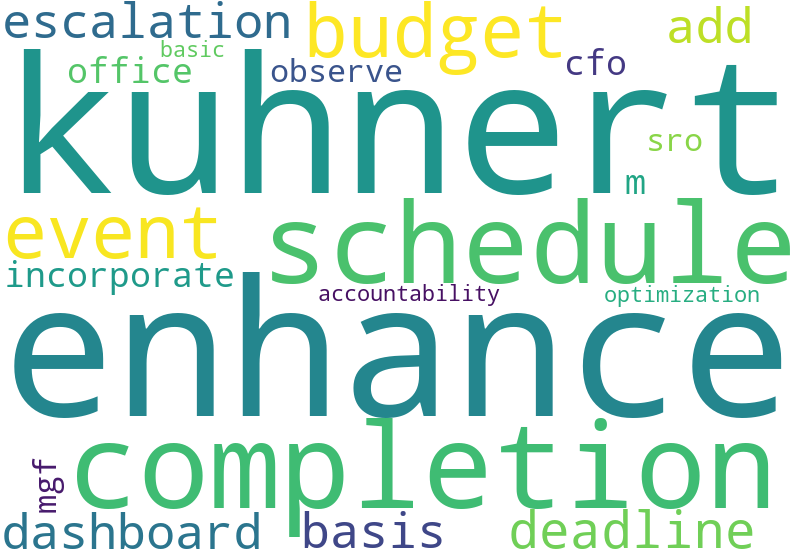 escalation
budget
add
basic
office
observe
cfo
kuhnert
sro
m
event
schedule
incorporate
accountability
optimization
enhance
completion
mgf
dashboard
basis
deadline